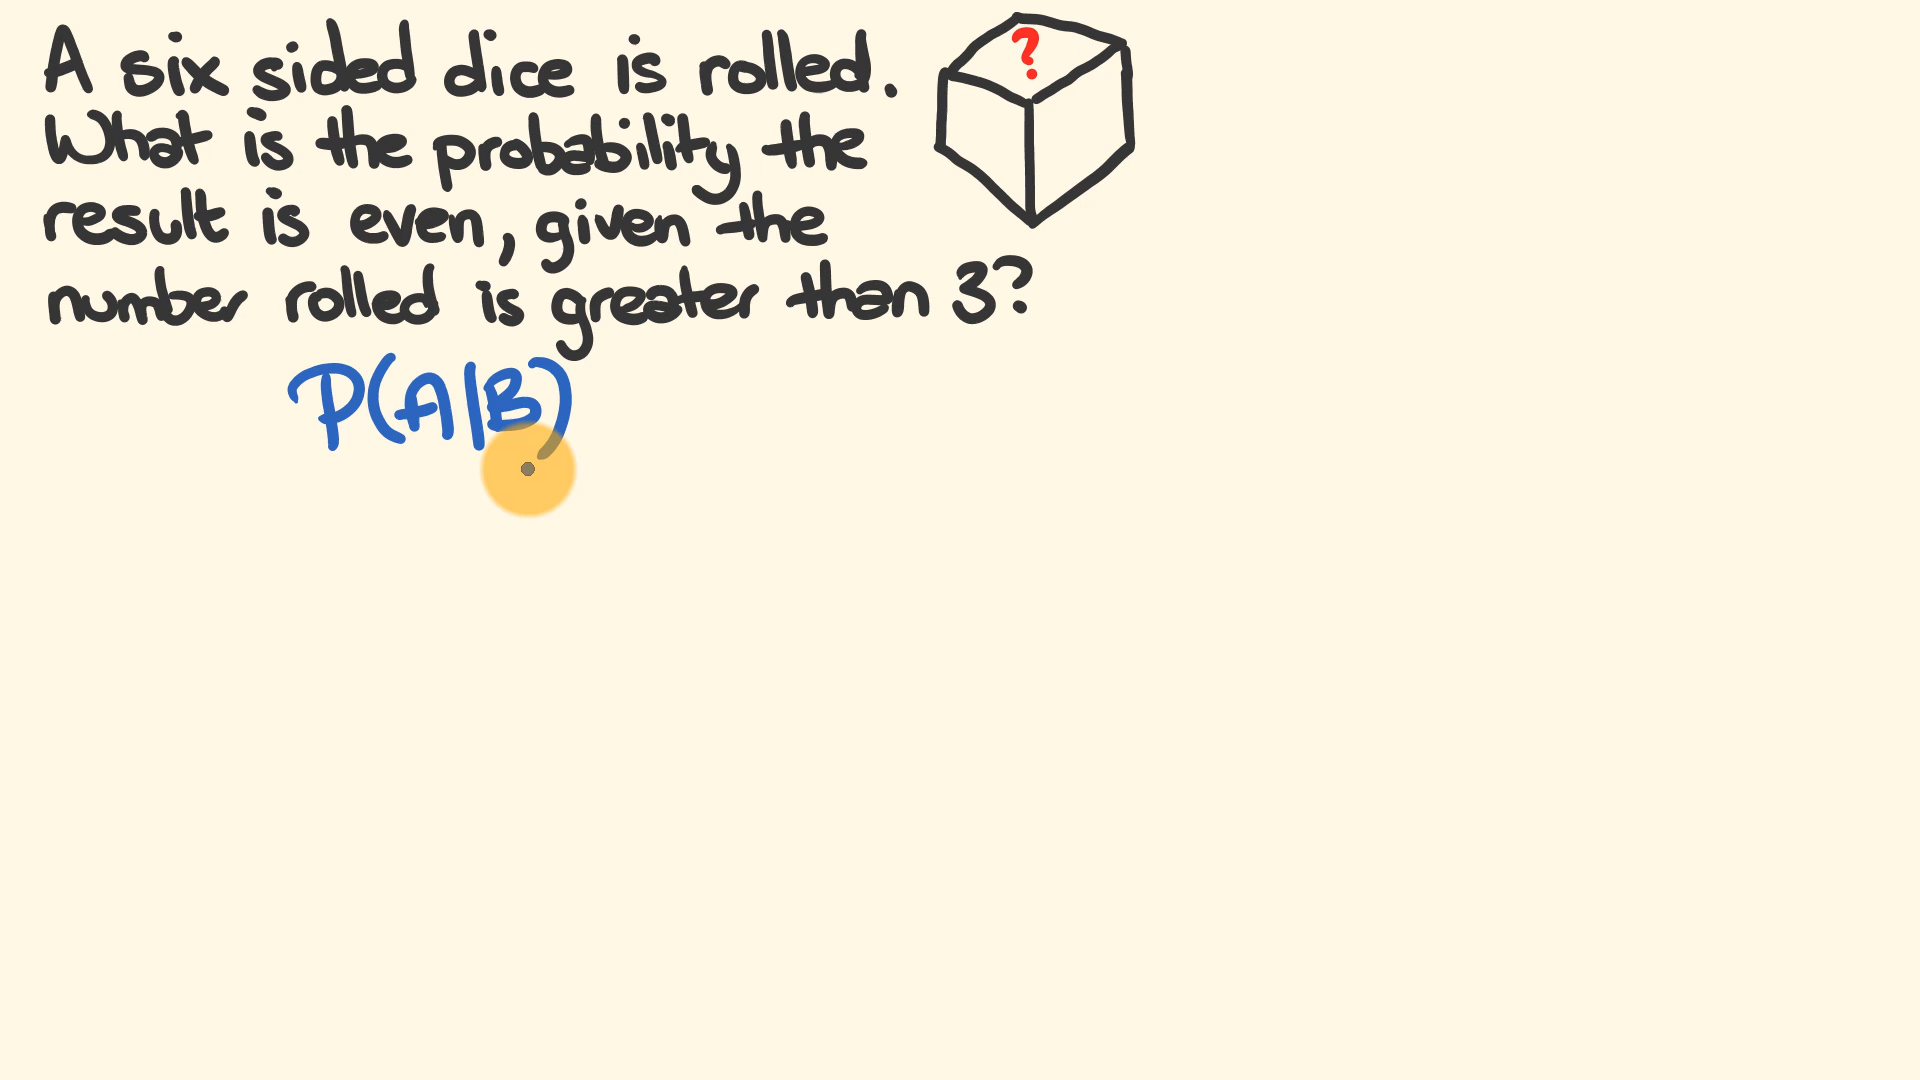 A six sided dice is rolled.
?
What is the probability the
result is even, given the
number rolled is greater than 3?
P(A|B)